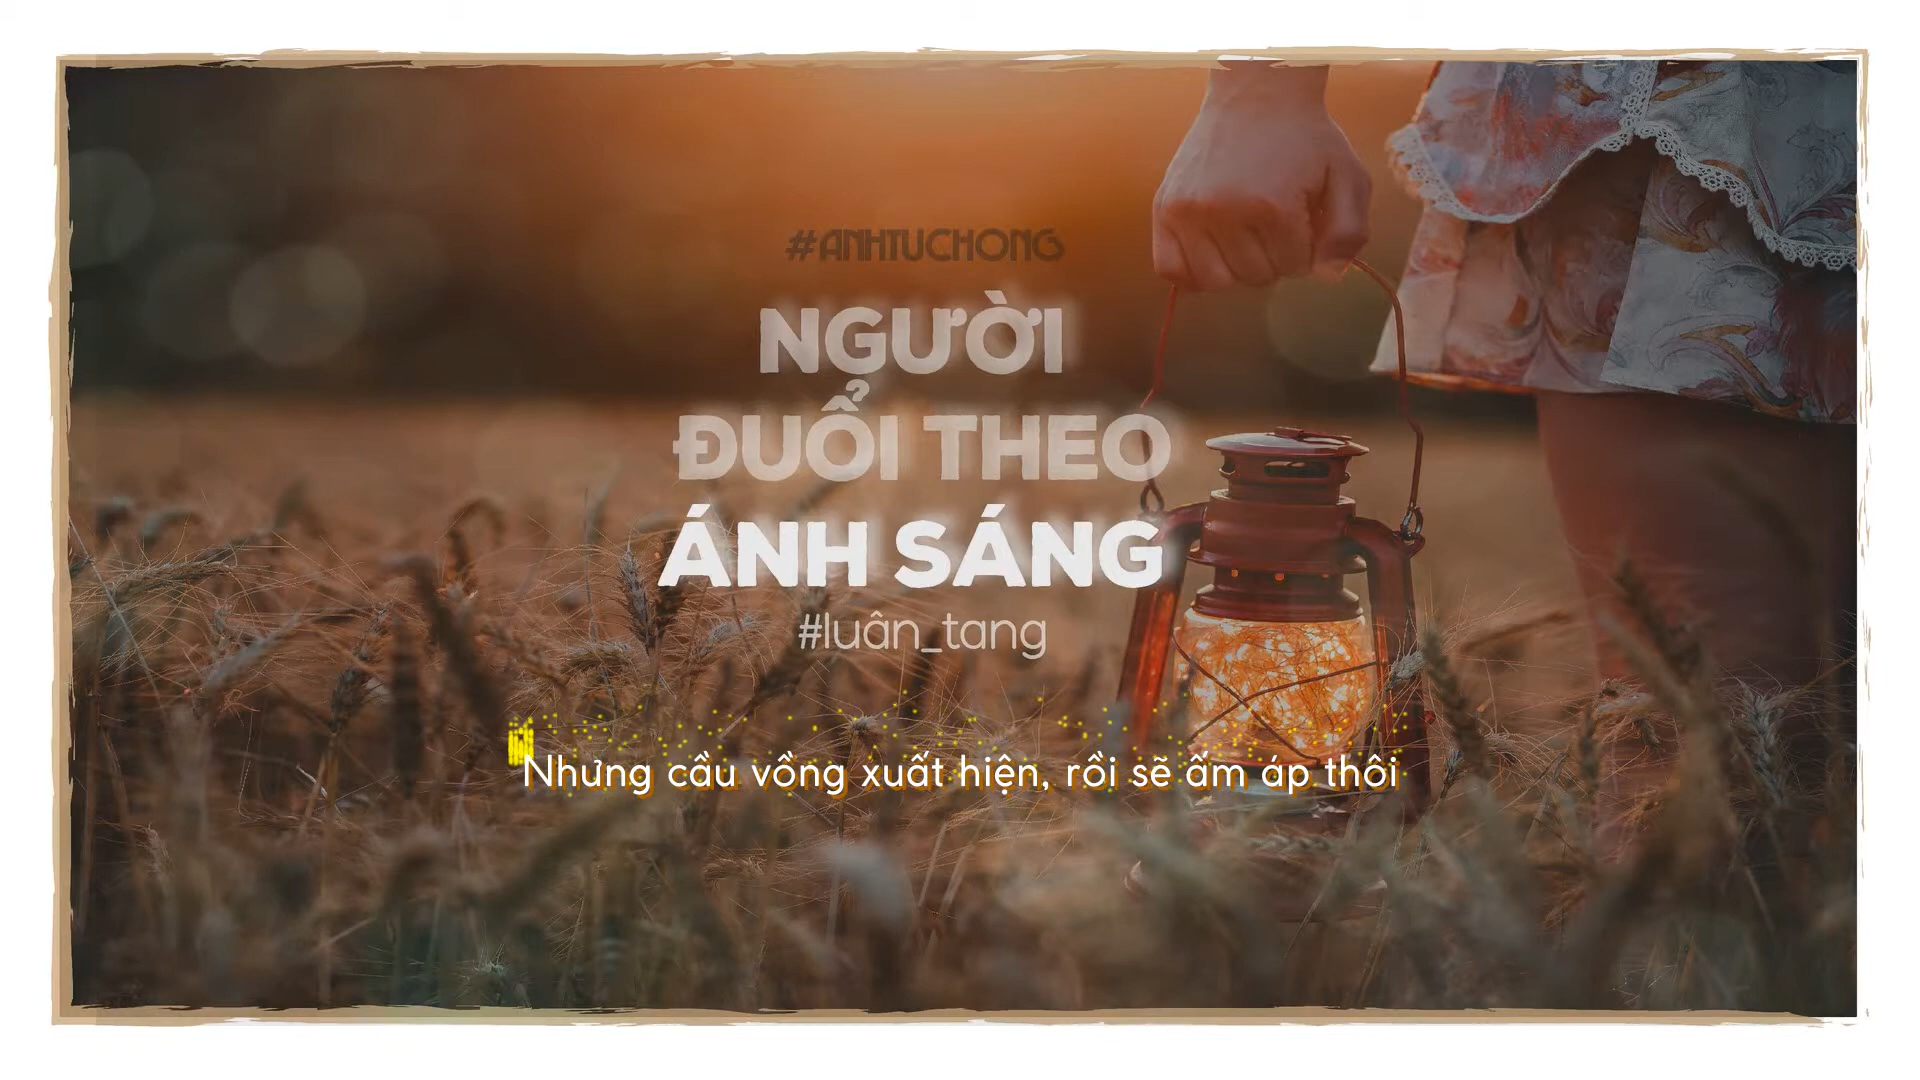 #ANHTUCHONG
NGƯỜI
ĐUỔI THEO
ÁNH SÁNG
#luân_tang
Nhưng cầu vồng xuất hiện, rồi sẽ ấm áp thôi